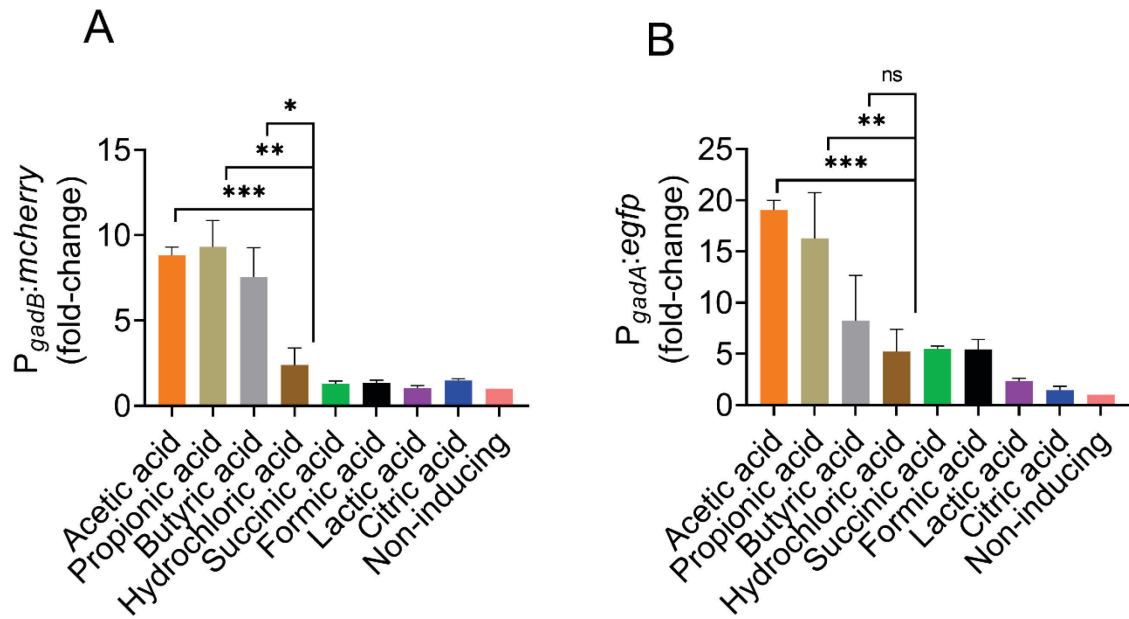 A
*
**
***
15
10
5
0
P gadB:mcherry
(fold-change)
Acetic acid
Propionic acid
Butyric acid
Hydrochloric acid
Succinic acid
Formic acid
Lactic acid
Citric acid
Non-inducing
B
ns
**
***
25
20
15
10
5
0
P gadA:egfp
(fold-change)
Acetic acid
Propionic acid
Butyric acid
Hydrochloric acid
Succinic acid
Formic acid
Lactic acid
Citric acid
Non-inducing